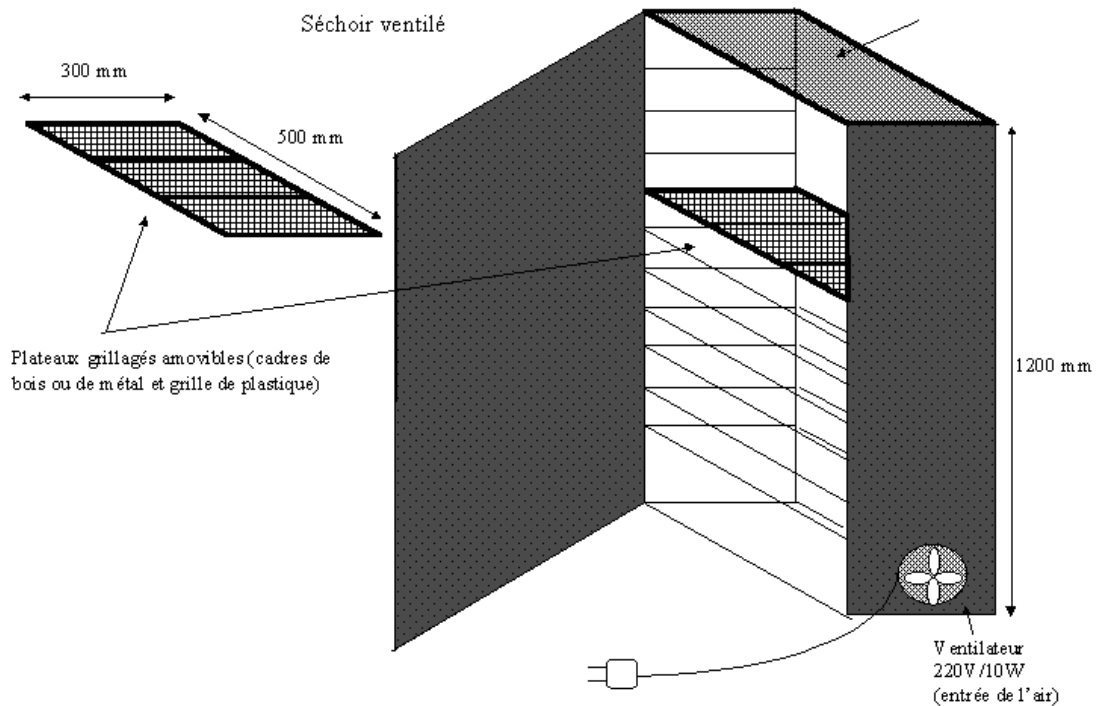 Séchoir ventilé
300 mm
500 mm
Plateaux grillagés amovibles (cadres de
bois ou de métal et grille de plastique)
1200 mm
Ventilateur
220V/10W
(entrée de l'air)